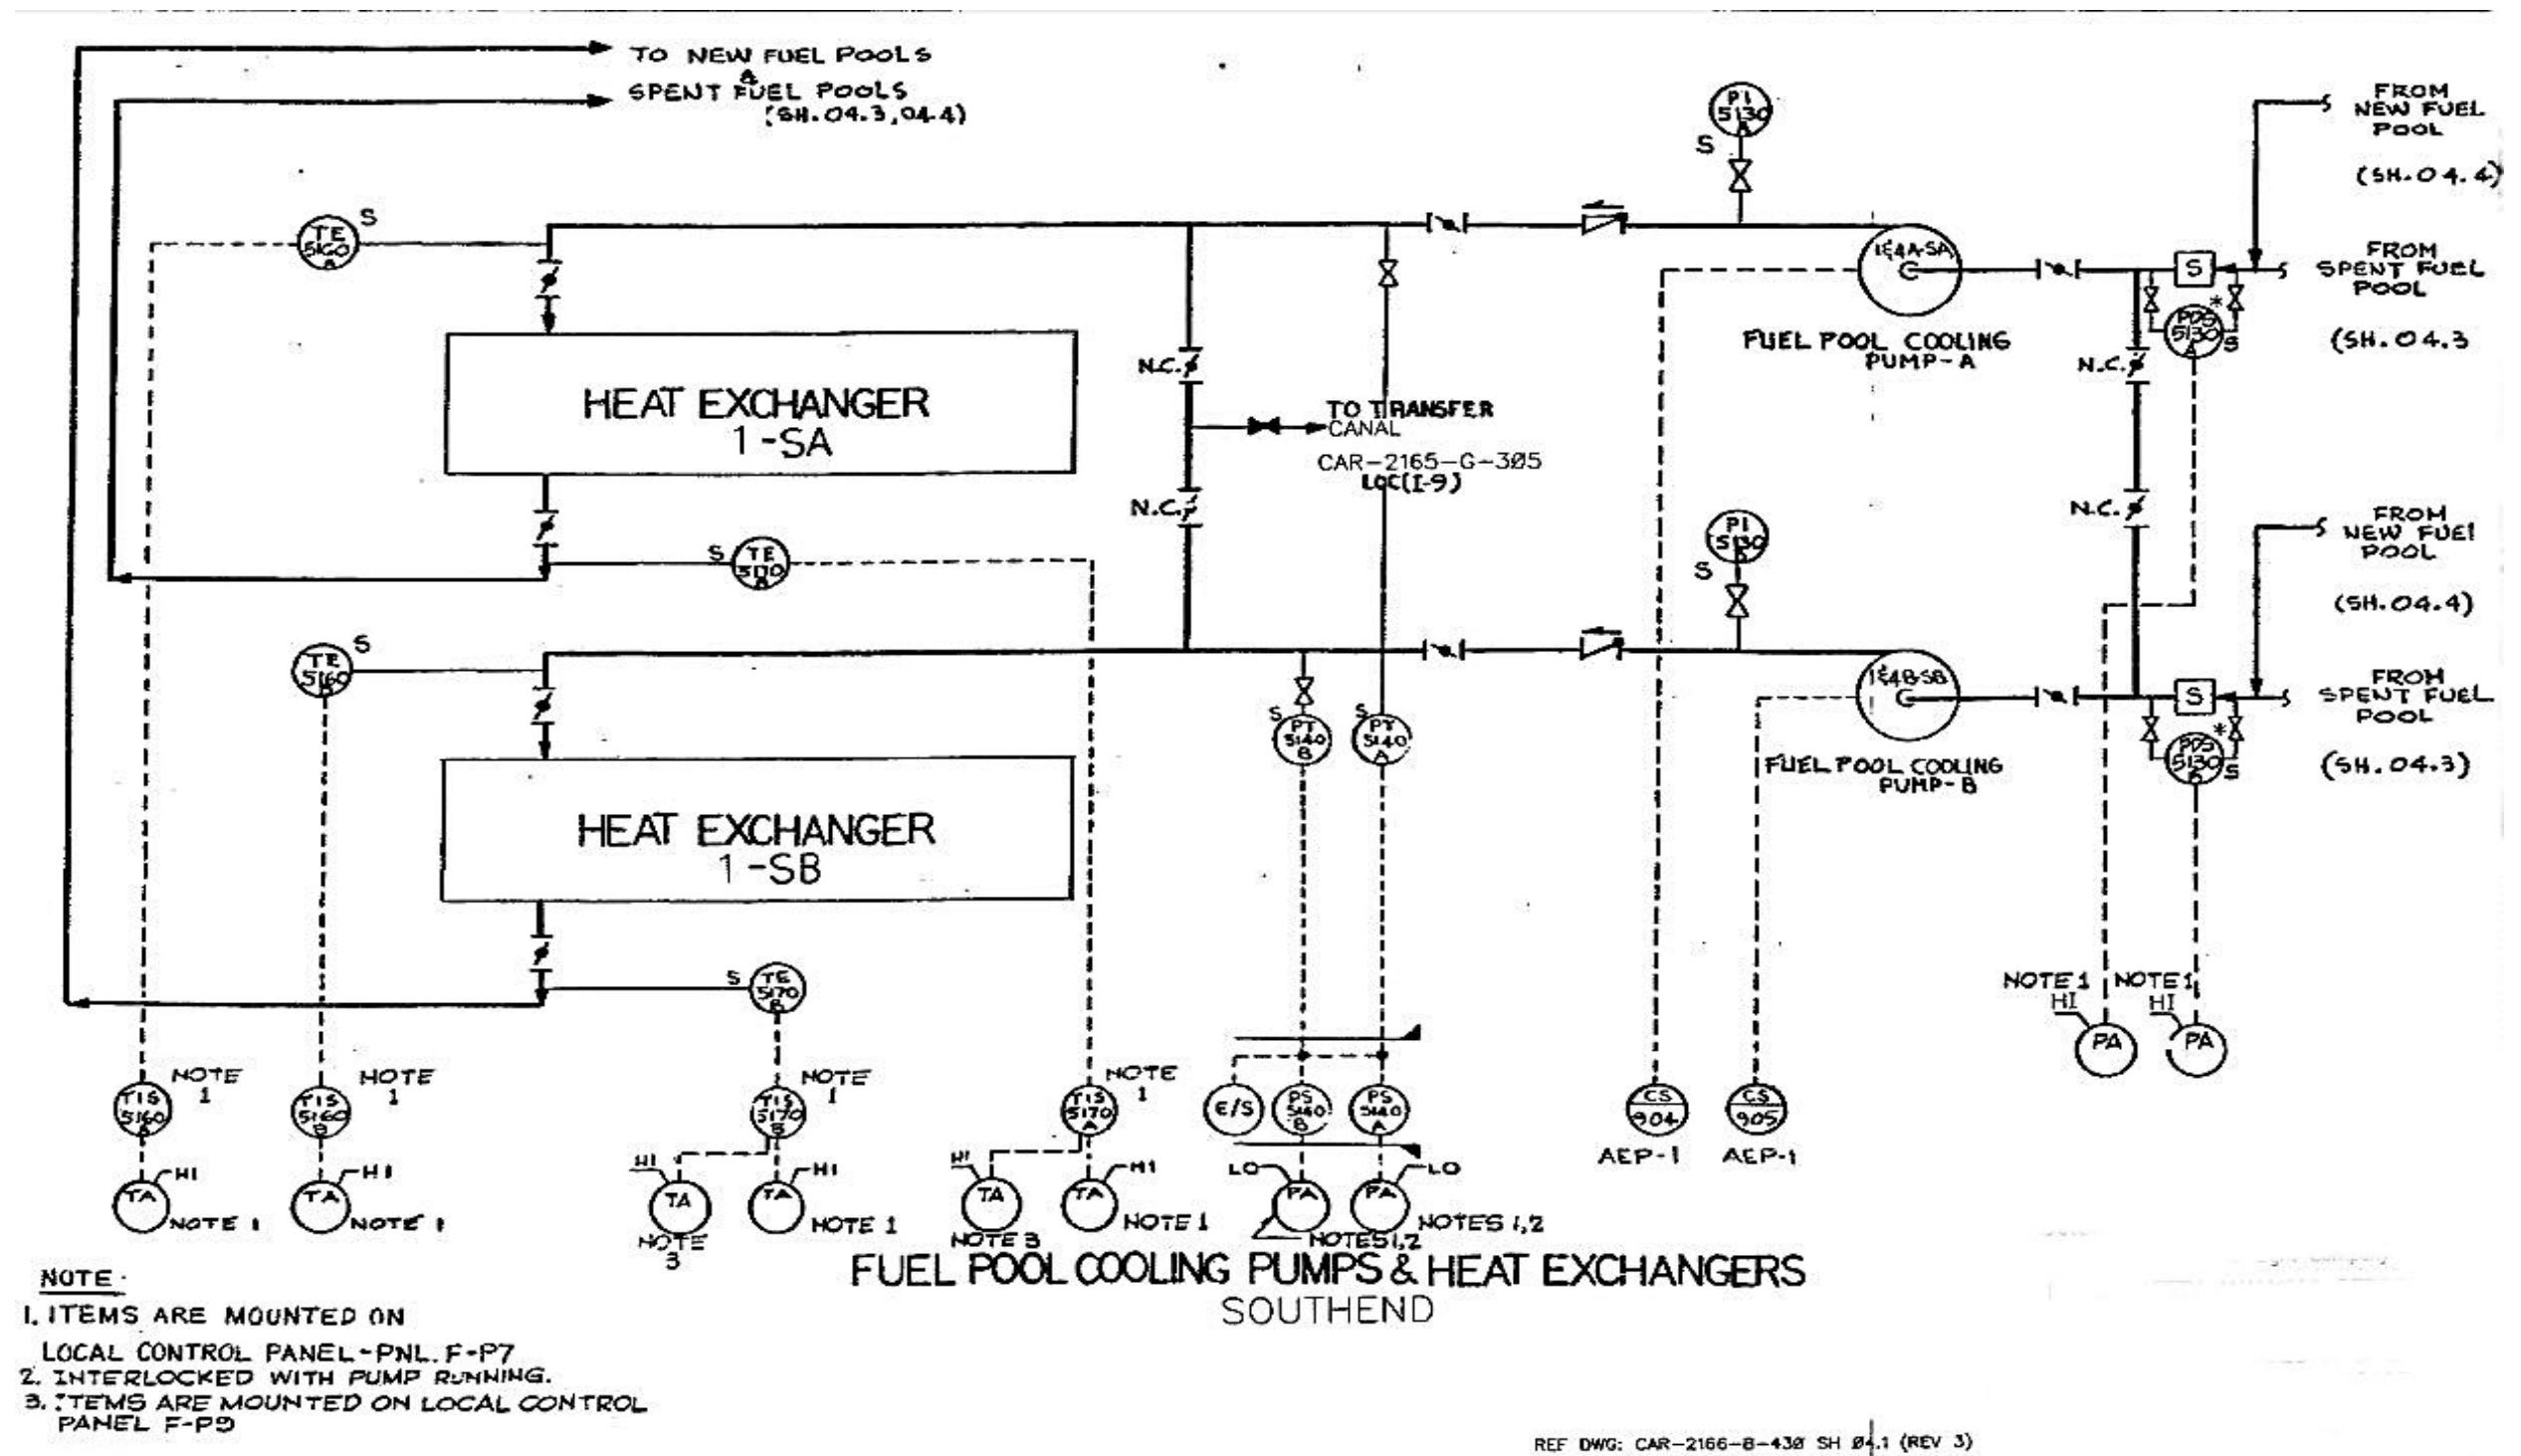 TO NEW FUEL POOLS
&
SPENT FUEL POOLS
(SH.04.3,04.4)
PI
5130
A
S
FROM
NEW FUEL
POOL
(SH.04.4)
TE
5160
A
S
1&4A-SA
C
S
FROM
SPENT FUEL
POOL
(SH.04.3
*
PDS
5130
A
S
FUEL POOL COOLING
PUMP-A
N.C.
N.C.
HEAT EXCHANGER
1-SA
TO TRANSFER
CANAL
CAR-2165-G-305
LOC(I-9)
N.C.
N.C.
S
TE
5170
A
PI
5130
B
S
FROM
NEW FUEL
POOL
(SH.04.4)
TE
5160
B
S
1&4B-SB
C
S
FROM
SPENT FUEL
POOL
(SH.04.3)
*
PDS
5130
B
S
S
PT
5140
B
S
PT
5140
A
FUEL POOL COOLING
PUMP-B
HEAT EXCHANGER
1-SB
S
TE
5170
B
NOTE 1
HI
PA
NOTE 1
HI
PA
TIS
5160
A
NOTE
1
TIS
5160
B
NOTE
1
TIS
5170
B
NOTE
1
TIS
5170
A
NOTE
1
E/S
PS
5140
B
PS
5140
A
CS
904
AEP-1
CS
905
AEP-1
TA
HI
NOTE 1
TA
HI
NOTE 1
HI
TA
NOTE
3
TA
HI
NOTE 1
HI
TA
NOTE 3
TA
HI
NOTE 1
LO
PA
NOTES 1,2
PA
LO
NOTES 1,2
FUEL POOL COOLING PUMPS & HEAT EXCHANGERS
SOUTHEND
NOTE:
1. ITEMS ARE MOUNTED ON
LOCAL CONTROL PANEL-PNL. F-P7
2. INTERLOCKED WITH PUMP RUNNING.
3. ITEMS ARE MOUNTED ON LOCAL CONTROL
PANEL F-P9
REF DWG: CAR-2166-B-430 SH 04.1 (REV 3)